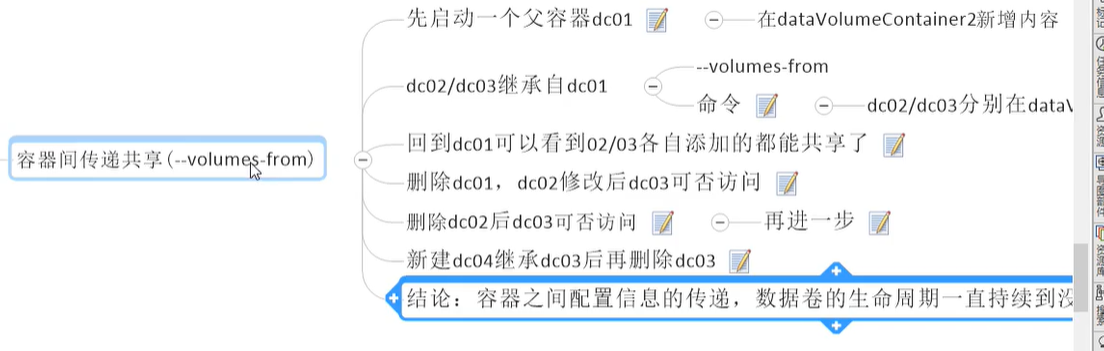 先启动一个父容器dc01
在dataVolumeContainer2新增内容
dc02/dc03继承自dc01
--volumes-from
命令
dc02/dc03分别在data
容器间传递共享(--volumes-from)
回到dc01可以看到02/03各自添加的都能共享了
删除dc01，dc02修改后dc03可否访问
删除dc02后dc03可否访问
再进一步
新建dc04继承dc03后再删除dc03
结论：容器之间配置信息的传递，数据卷的生命周期一直持续到没